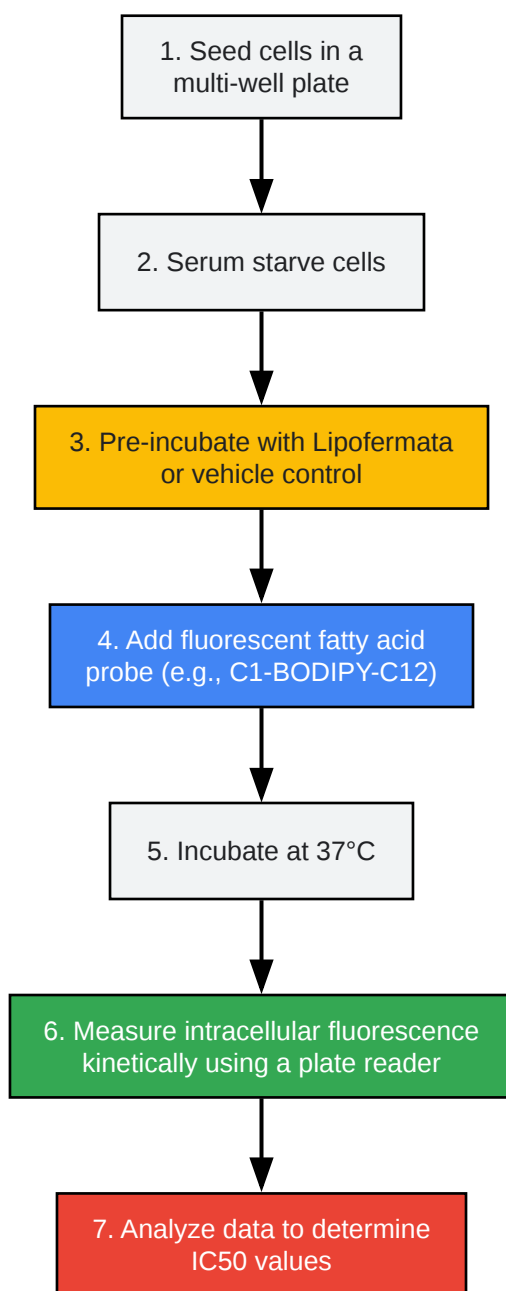 1. Seed cells in a
multi-well plate
2. Serum starve cells
3. Pre-incubate with Lipofermata
or vehicle control
4. Add fluorescent fatty acid
probe (e.g., C1-BODIPY-C12)
5. Incubate at 37°C
6. Measure intracellular fluorescence
kinetically using a plate reader
7. Analyze data to determine
IC50 values